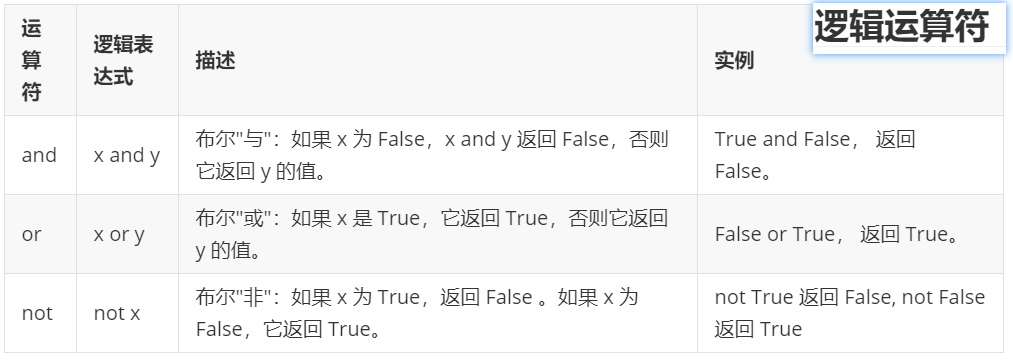 逻辑运算符
运
算
符
逻辑表
达式
描述
实例
and
x and y
布尔"与"：如果 x 为 False，x and y 返回 False，否则
它返回 y 的值。
True and False， 返回
False。
or
x or y
布尔"或"：如果 x 是 True，它返回 True，否则它返回
y 的值。
False or True， 返回 True。
not
not x
布尔"非"：如果 x 为 True，返回 False 。如果 x 为
False，它返回 True。
not True 返回 False, not False
返回 True